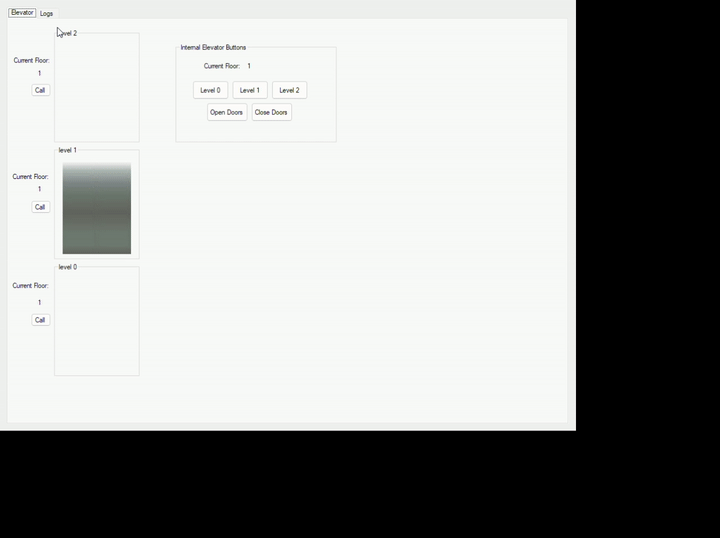 Elevator Logs
level 2
Current Floor:
1
Call
Internal Elevator Buttons
Current Floor: 1
Level 0 Level 1 Level 2
Open Doors Close Doors
level 1
Current Floor:
1
Call
level 0
Current Floor:
1
Call